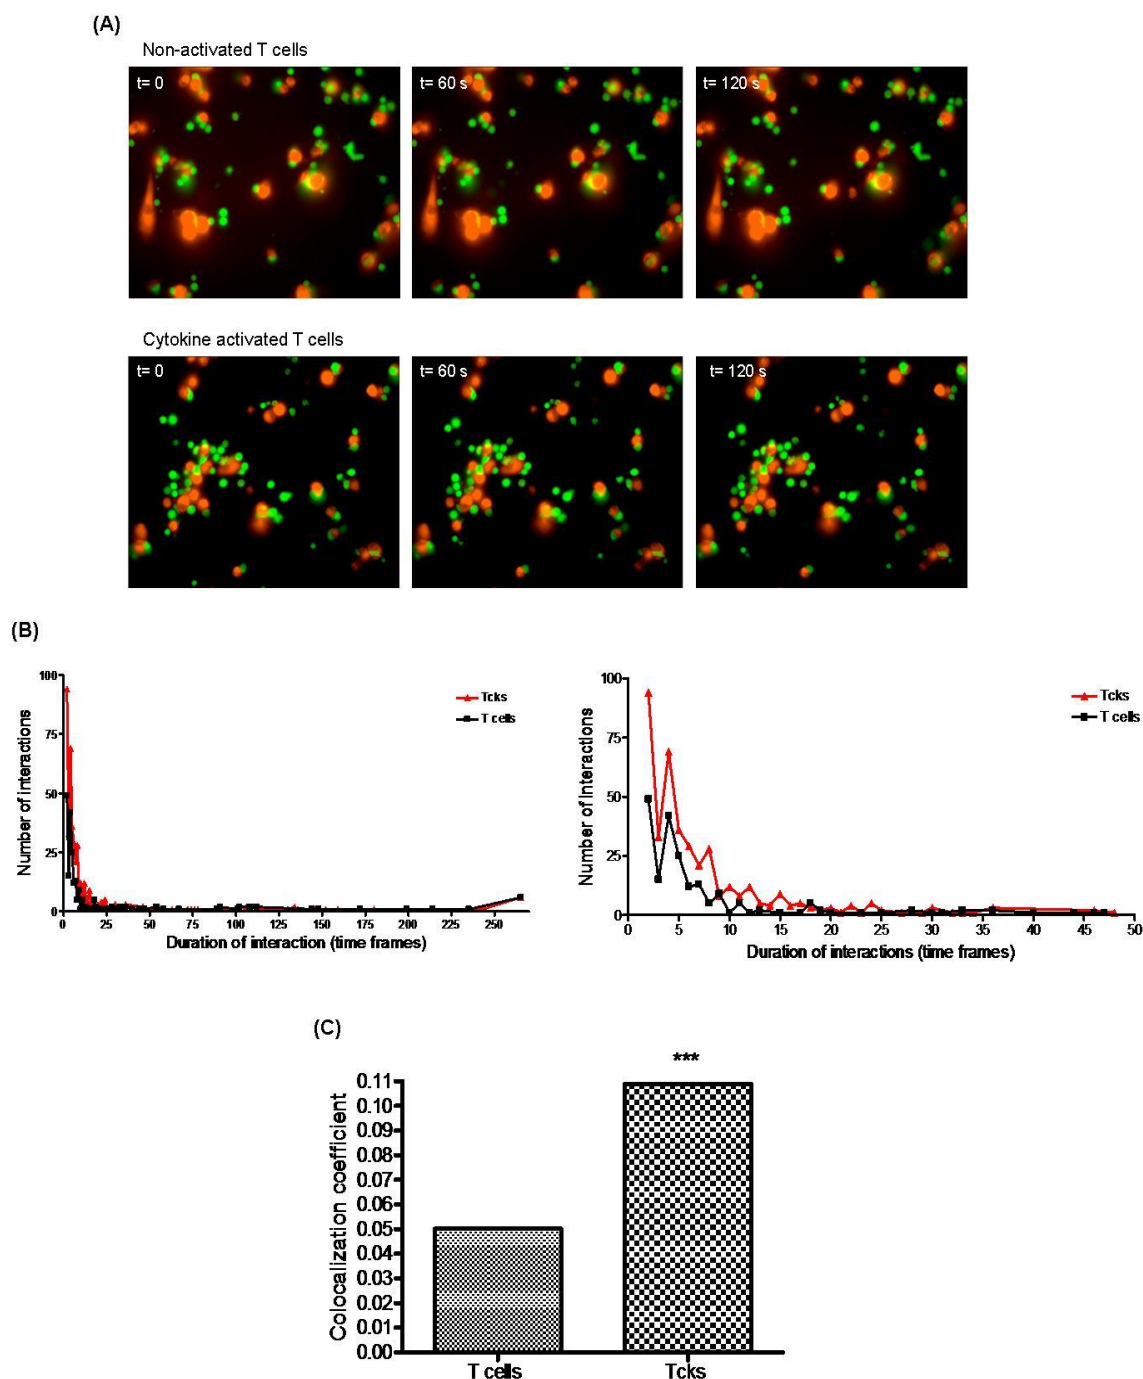 (A)
Non-activated T cells
t= 0
t= 60 s
t= 120 s
Cytokine activated T cells
t= 0
t= 60 s
t= 120 s
(B)
100
75
50
25
0
Number of interactions
0 25 50 75 100 125 150 175 200 225 250
Duration of interaction (time frames)
Tcks
T cells
100
75
50
25
0
Number of Interactions
0 5 10 15 20 25 30 35 40 45 50
Duration of interactions (time frames)
Tcks
T cells
(C)
***
0.11
0.10
0.09
0.08
0.07
0.06
0.05
0.04
0.03
0.02
0.01
0.00
Colocalization coefficient
T cells
Tcks